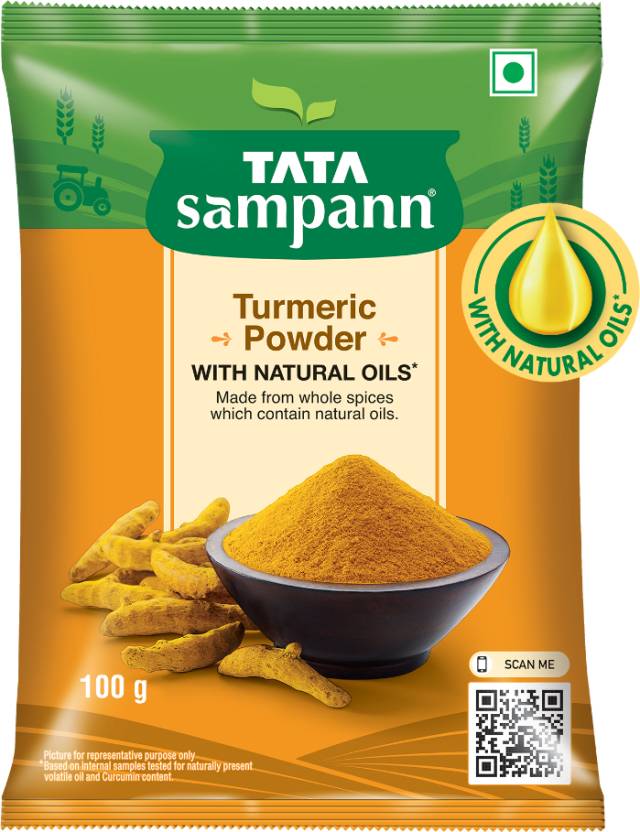 TATA
sampann®
WITH NATURAL OILS*
Turmeric
Powder
WITH NATURAL OILS*
Made from whole spices
which contain natural oils.
100 g
SCAN ME
Picture for representative purpose only
*Based on internal samples tested for naturally present
volatile oil and Curcumin content.